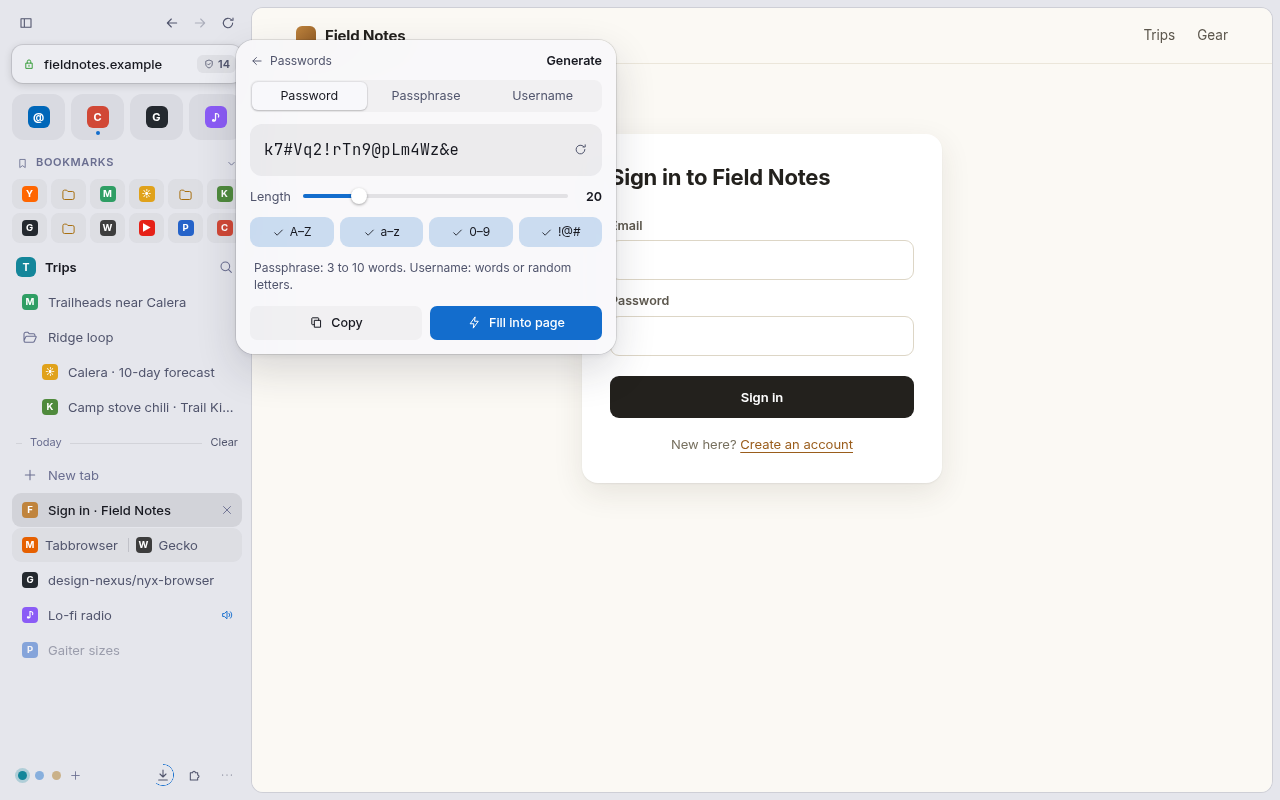 fieldnotes.example
14
@
C
G
BOOKMARKS
Y
M
K
G
W
P
C
T Trips
M Trailheads near Calera
Ridge loop
Calera · 10-day forecast
K Camp stove chili · Trail Ki...
Today
Clear
New tab
F Sign in · Field Notes
M Tabbrowser
W Gecko
G design-nexus/nyx-browser
Lo-fi radio
P Gaiter sizes
Passwords
Generate
Password
Passphrase
Username
k7#Vq2!rTn9@pLm4Wz&e
Length
20
A–Z
a–z
0–9
!@#
Passphrase: 3 to 10 words. Username: words or random
letters.
Copy
Fill into page
Field Notes
Trips
Gear
Sign in to Field Notes
Email
Password
Sign in
New here? Create an account